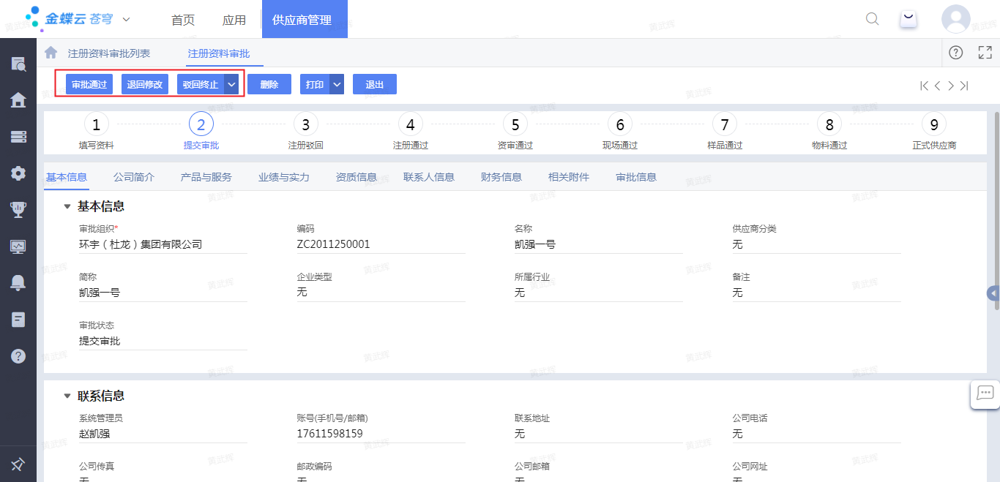 金蝶云 苍穹 首页 应用 供应商管理
注册资料审批列表 注册资料审批
审批通过 退回修改 驳回终止 删除 打印 退出
1 2 3 4 5 6 7 8 9
填写资料 提交审批 注册驳回 注册通过 资审通过 现场通过 样品通过 物料通过 正式供应商
基本信息 公司简介 产品与服务 业绩与实力 资质信息 联系人信息 财务信息 相关附件 审批信息
基本信息
审批组织* 编码 名称 供应商分类
环宇（杜龙）集团有限公司 ZC2011250001 凯强一号 无
简称 企业类型 所属行业 备注
凯强一号 无 无 无
审批状态
提交审批
联系信息
系统管理员 账号(手机号/邮箱) 联系地址 公司电话
赵凯强 17611598159 无 无
公司传真 邮政编码 公司邮箱 公司网址
无 无 无 无
黄武辉